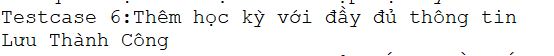 Testcase 6:Thêm học kỳ với đầy đủ thông tin
Lưu Thành Công